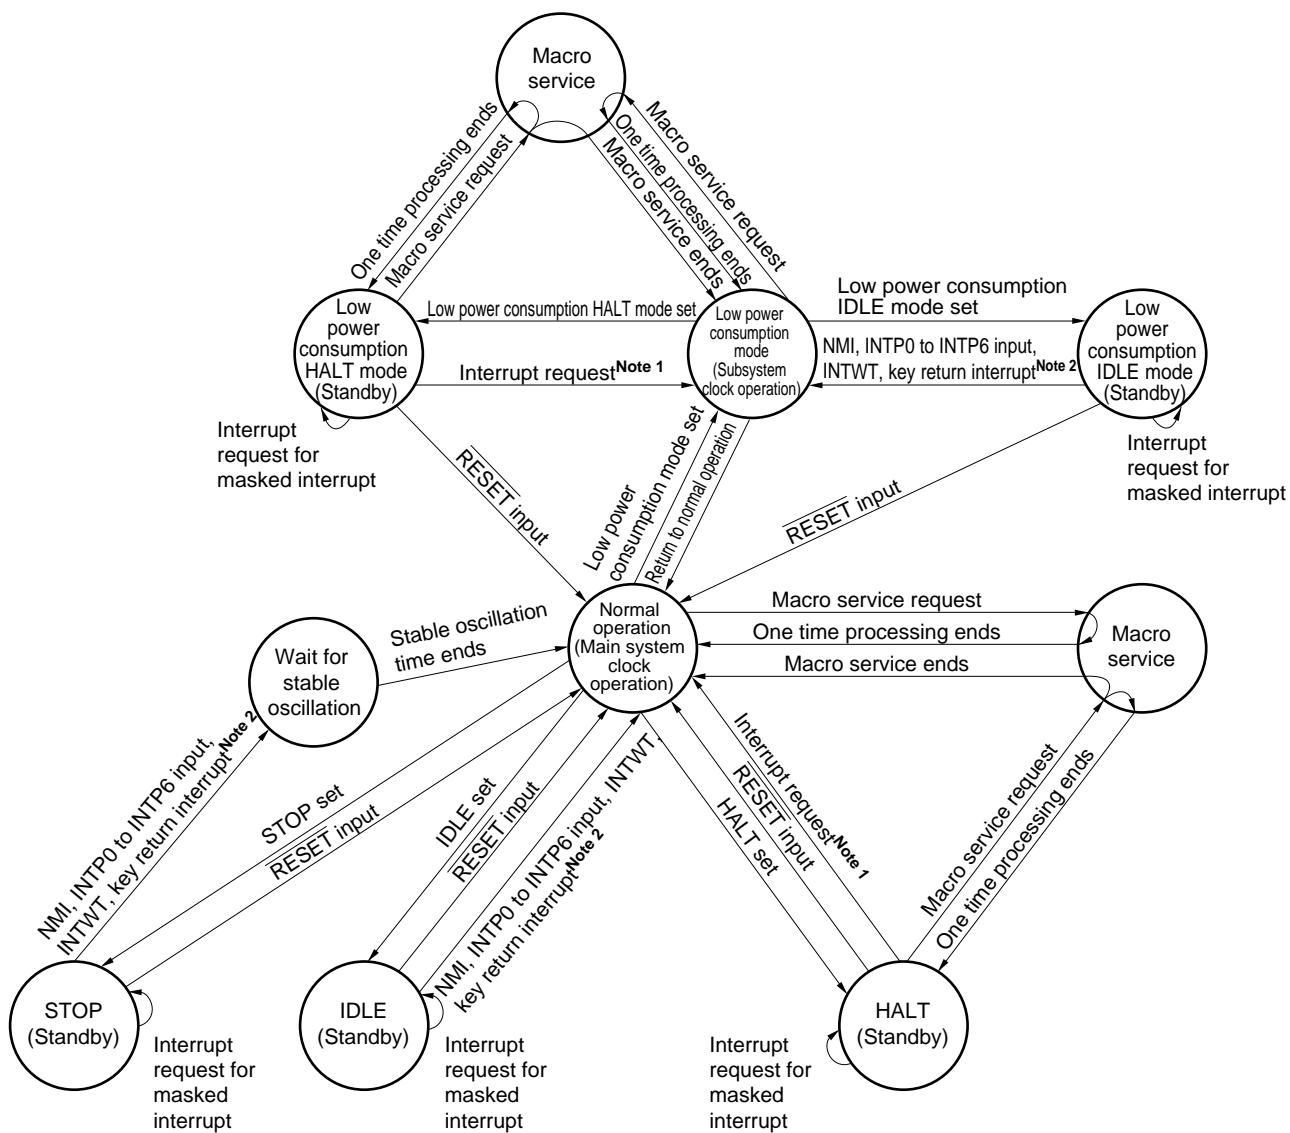 Macro
service
One time processing ends
Macro service request
Macro service ends
One time processing ends
Macro service request
Low
power
consumption
HALT mode
(Standby)
Low power consumption HALT mode set
Interrupt request Note 1
Low power
consumption
mode
(Subsystem
clock operation)
Low power consumption
IDLE mode set
NMI, INTP0 to INTP6 input,
INTWT, key return interrupt Note 2
Low
power
consumption
IDLE mode
(Standby)
Interrupt
request for
masked interrupt
Interrupt
request for
masked interrupt
RESET input
Low power
consumption mode set
Return to normal operation
RESET input
Wait for
stable
oscillation
Stable oscillation
time ends
Normal
operation
(Main system
clock
operation)
Macro service request
One time processing ends
Macro service ends
Macro
service
NMI, INTP0 to INTP6 input,
INTWT, key return interrupt Note 2
STOP set
RESET input
IDLE set
RESET input
NMI, INTP0 to INTP6 input, INTWT,
key return interrupt Note 2
HALT set
RESET input
Interrupt request Note 1
Macro service request
One time processing ends
STOP
(Standby)
Interrupt
request for
masked
interrupt
IDLE
(Standby)
Interrupt
request for
masked
interrupt
Interrupt
request for
masked
interrupt
HALT
(Standby)